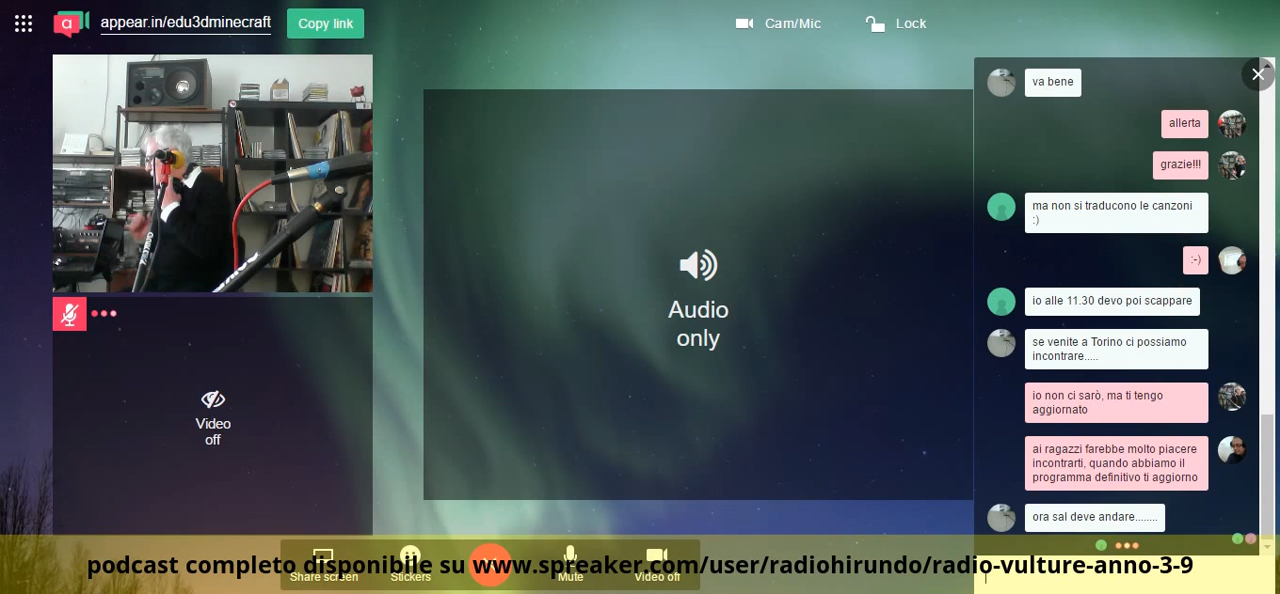 appear.in/edu3dminecraft
Copy link
Cam/Mic
Lock
va bene
allerta
grazie!!!
ma non si traducono le canzoni
:)
:-)
io alle 11.30 devo poi scappare
se venite a Torino ci possiamo
incontrare.....
io non ci sarò, ma ti tengo
aggiornato
ai ragazzi farebbe molto piacere
incontrarti, quando abbiamo il
programma definitivo ti aggiorno
ora sal deve andare........
Audio
only
Video
off
podcast completo disponibile su www.spreaker.com/user/radiohirundo/radio-vulture-anno-3-9
Share screen
Stickers
Mute
Video off